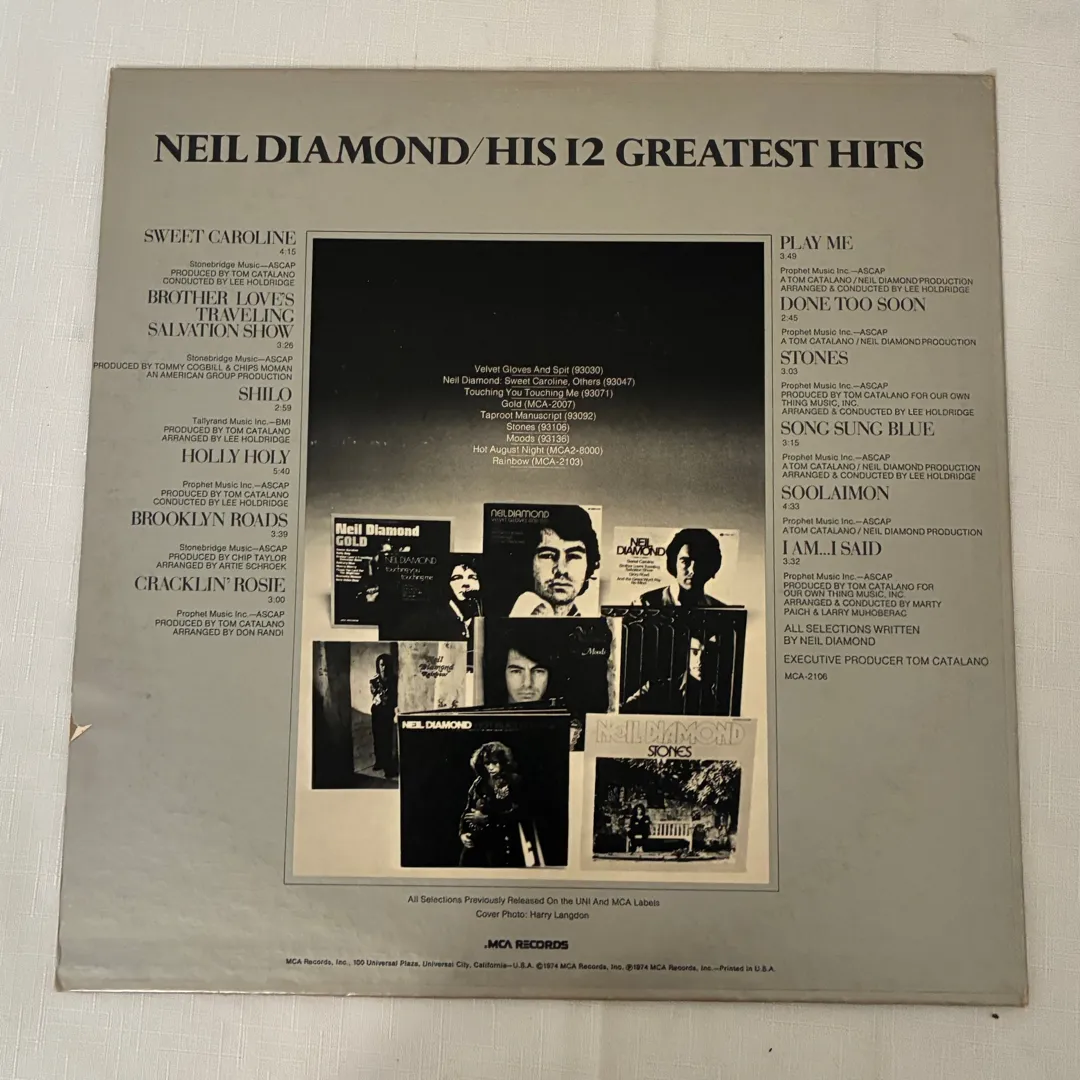 NEIL DIAMOND/HIS 12 GREATEST HITS
SWEET CAROLINE
4:15
Stonebridge Music—ASCAP
PRODUCED BY TOM CATALANO
CONDUCTED BY LEE HOLDRIDGE
BROTHER LOVE'S
TRAVELING
SALVATION SHOW
3:26
Stonebridge Music—ASCAP
PRODUCED BY TOMMY COGBILL & CHIPS MOMAN
AN AMERICAN GROUP PRODUCTION
SHILO
2:59
Tallyrand Music Inc.—BMI
PRODUCED BY TOM CATALANO
ARRANGED BY LEE HOLDRIDGE
HOLLY HOLY
5:40
Prophet Music Inc.—ASCAP
PRODUCED BY TOM CATALANO
CONDUCTED BY LEE HOLDRIDGE
BROOKLYN ROADS
3:39
Stonebridge Music—ASCAP
PRODUCED BY CHIP TAYLOR
ARRANGED BY ARTIE SCHROEK
CRACKLIN' ROSIE
3:00
Prophet Music Inc.—ASCAP
PRODUCED BY TOM CATALANO
ARRANGED BY DON RANDI
Velvet Gloves And Spit (93030)
Neil Diamond: Sweet Caroline, Others (93047)
Touching You Touching Me (93071)
Gold (MCA-2007)
Taproot Manuscript (93092)
Stones (93106)
Moods (93136)
Hot August Night (MCA2-8000)
Rainbow (MCA-2103)
Neil Diamond
GOLD
NEIL DIAMOND
touching you
touching me
NEIL DIAMOND
NEIL
DIAMOND
Neil
Diamond
Rainbow
Moods
NEIL DIAMOND
NEIL DIAMOND
STONES
PLAY ME
3:49
Prophet Music Inc.—ASCAP
A TOM CATALANO/NEIL DIAMOND PRODUCTION
ARRANGED & CONDUCTED BY LEE HOLDRIDGE
DONE TOO SOON
2:45
Prophet Music Inc.—ASCAP
A TOM CATALANO / NEIL DIAMOND PRODUCTION
STONES
3:03
Prophet Music Inc.—ASCAP
PRODUCED BY TOM CATALANO FOR OUR OWN
THING MUSIC, INC.
ARRANGED & CONDUCTED BY LEE HOLDRIDGE
SONG SUNG BLUE
3:15
Prophet Music Inc.—ASCAP
A TOM CATALANO / NEIL DIAMOND PRODUCTION
ARRANGED & CONDUCTED BY LEE HOLDRIDGE
SOOLAIMON
4:33
Prophet Music Inc.—ASCAP
A TOM CATALANO / NEIL DIAMOND PRODUCTION
I AM...I SAID
3:32
Prophet Music Inc.—ASCAP
PRODUCED BY TOM CATALANO FOR
OUR OWN THING MUSIC, INC.
ARRANGED & CONDUCTED BY MARTY
PAICH & LARRY MUHOBERAC
ALL SELECTIONS WRITTEN
BY NEIL DIAMOND
EXECUTIVE PRODUCER TOM CATALANO
MCA-2106
All Selections Previously Released On the UNI And MCA Labels
Cover Photo: Harry Langdon
.MCA RECORDS
MCA Records, Inc., 100 Universal Plaza, Universal City, California—U.S.A. ©1974 MCA Records, Inc. ℗1974 MCA Records, Inc.—Printed in U.S.A.